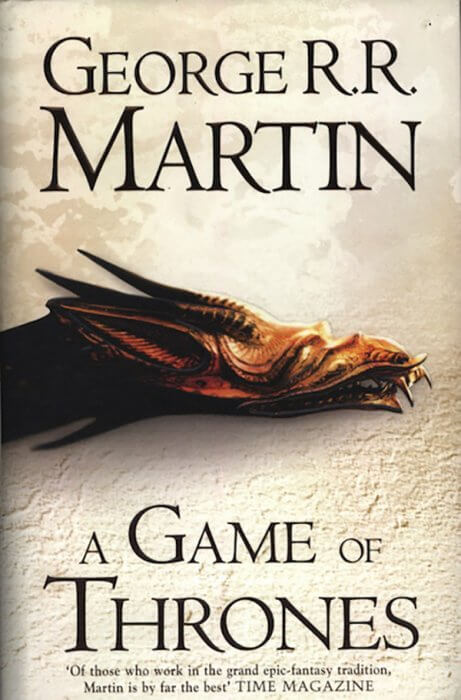 GEORGE R.R.
MARTIN
A GAME OF
THRONES
'Of those who work in the grand epic-fantasy tradition,
Martin is by far the best' TIME MAGAZINE